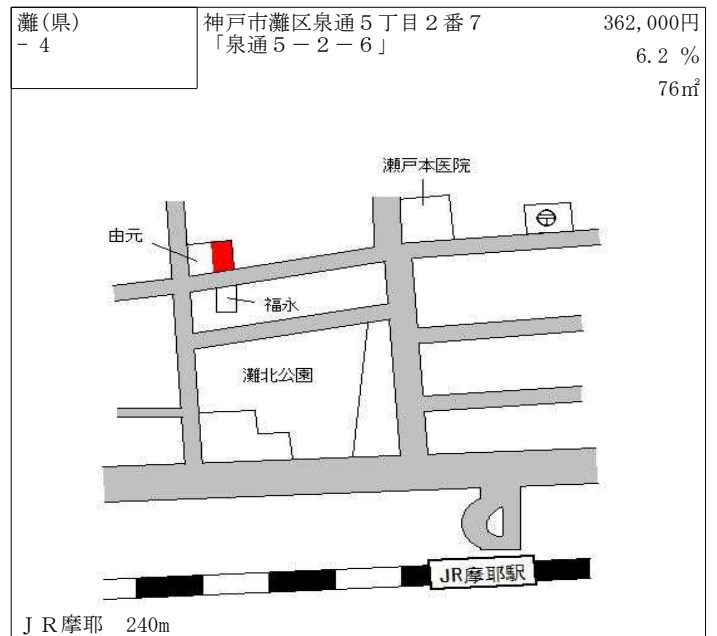 灘(県)
－4
神戸市灘区泉通５丁目２番７
「泉通５－２－６」
362,000円
6.2 %
76㎡
瀬戸本医院
由元
福永
灘北公園
JR摩耶駅
ＪＲ摩耶　240m